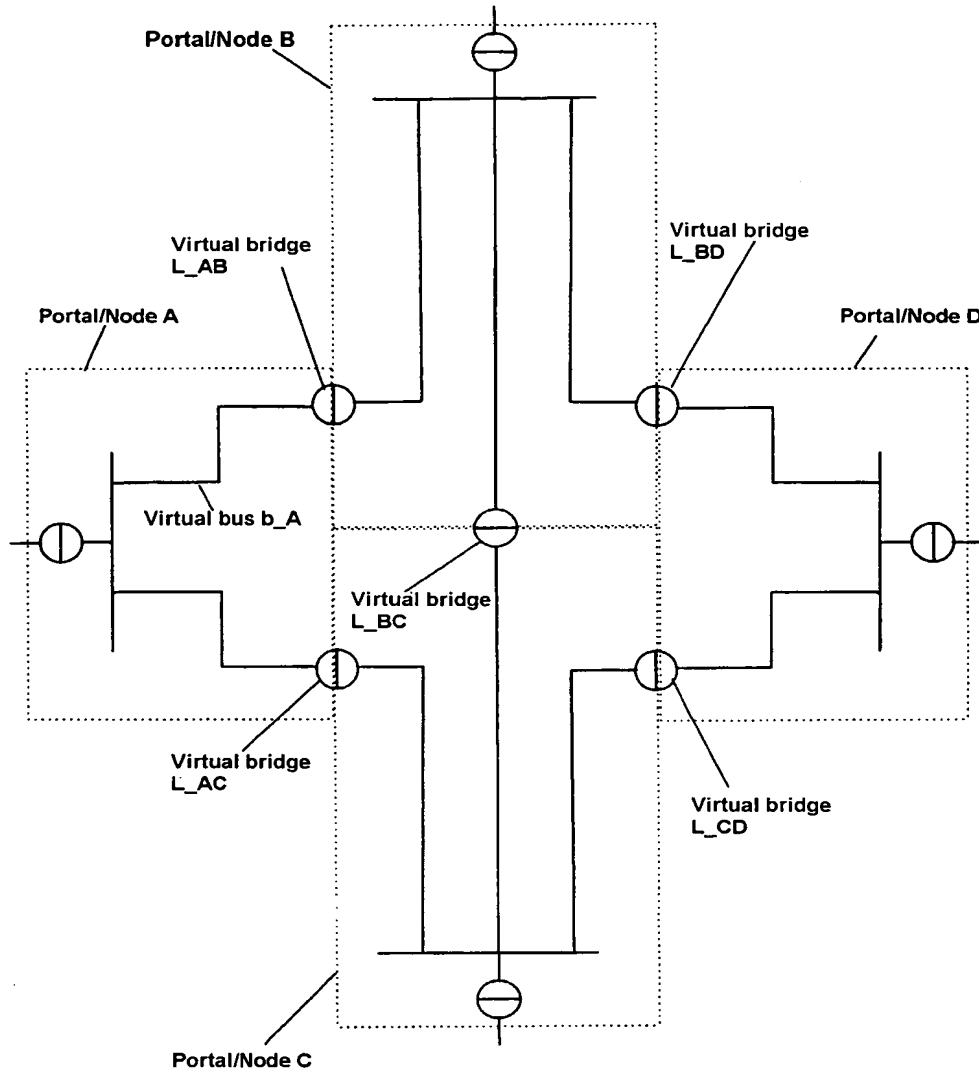 Portal/Node B
Virtual bridge
L_AB
Virtual bridge
L_BD
Portal/Node A
Portal/Node D
Virtual bus b_A
Virtual bridge
L_BC
Virtual bridge
L_AC
Virtual bridge
L_CD
Portal/Node C